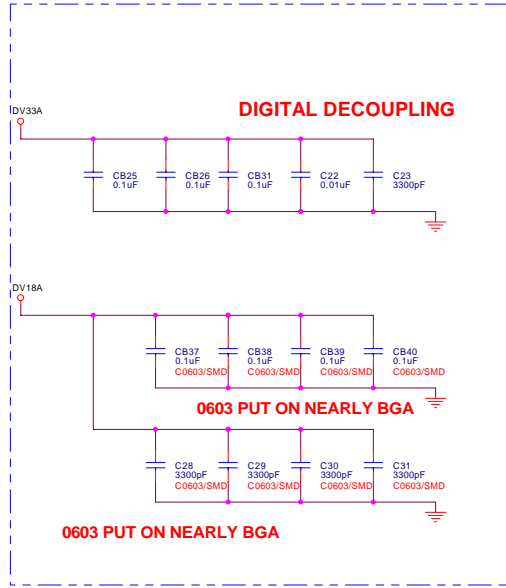 DIGITAL DECOUPLING
DV33A
CB25
0.1uF
CB26
0.1uF
CB31
0.1uF
C22
0.01uF
C23
3300pF
DV18A
CB37
0.1uF
C0603/SMD
CB38
0.1uF
C0603/SMD
CB39
0.1uF
C0603/SMD
CB40
0.1uF
C0603/SMD
0603 PUT ON NEARLY BGA
C28
3300pF
C0603/SMD
C29
3300pF
C0603/SMD
C30
3300pF
C0603/SMD
C31
3300pF
C0603/SMD
0603 PUT ON NEARLY BGA